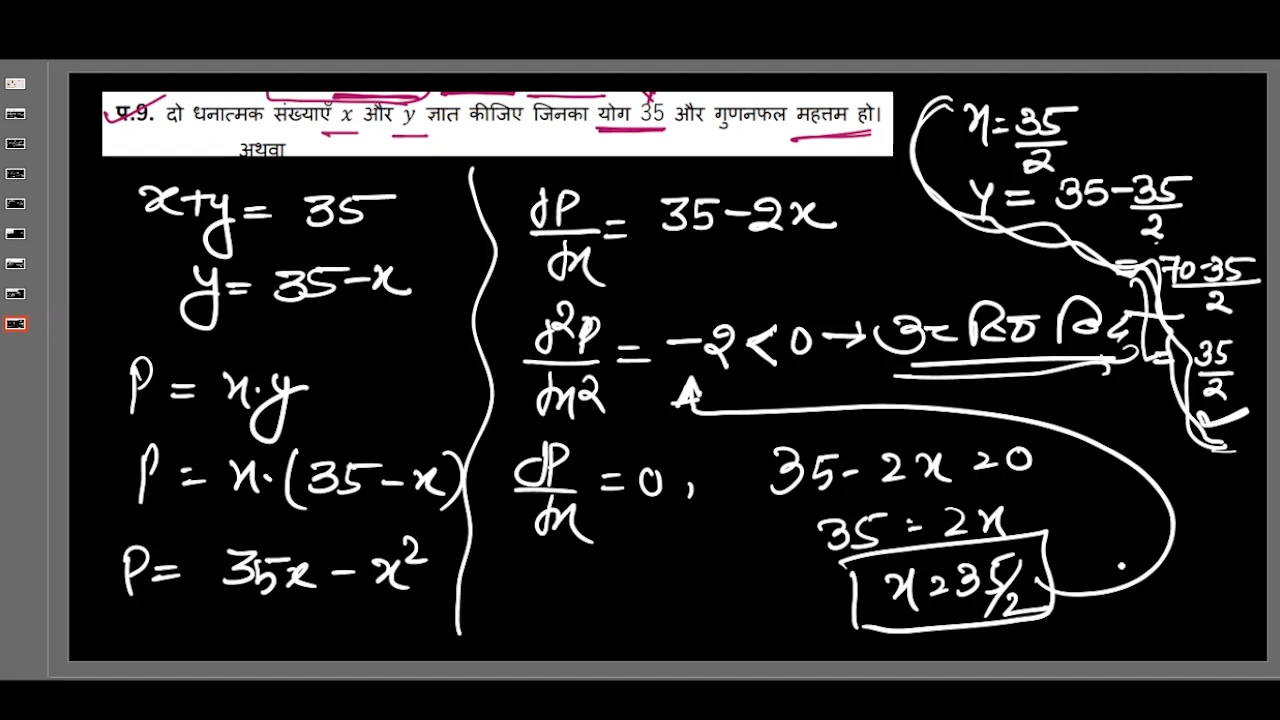 प्र.9. दो धनात्मक संख्याएँ x और y ज्ञात कीजिए जिनका योग 35 और गुणनफल महत्तम हो।
अथवा
x+y = 35
y = 35-x
P = x.y
P = x.(35-x)
P = 35x - x²
dP/dx = 35-2x
d²P/dx² = -2 < 0 →
dP/dx = 0, 35-2x = 0
35 = 2x
x = 35/2
x = 35/2
y = 35-35/2
= 70-35/2
= 35/2